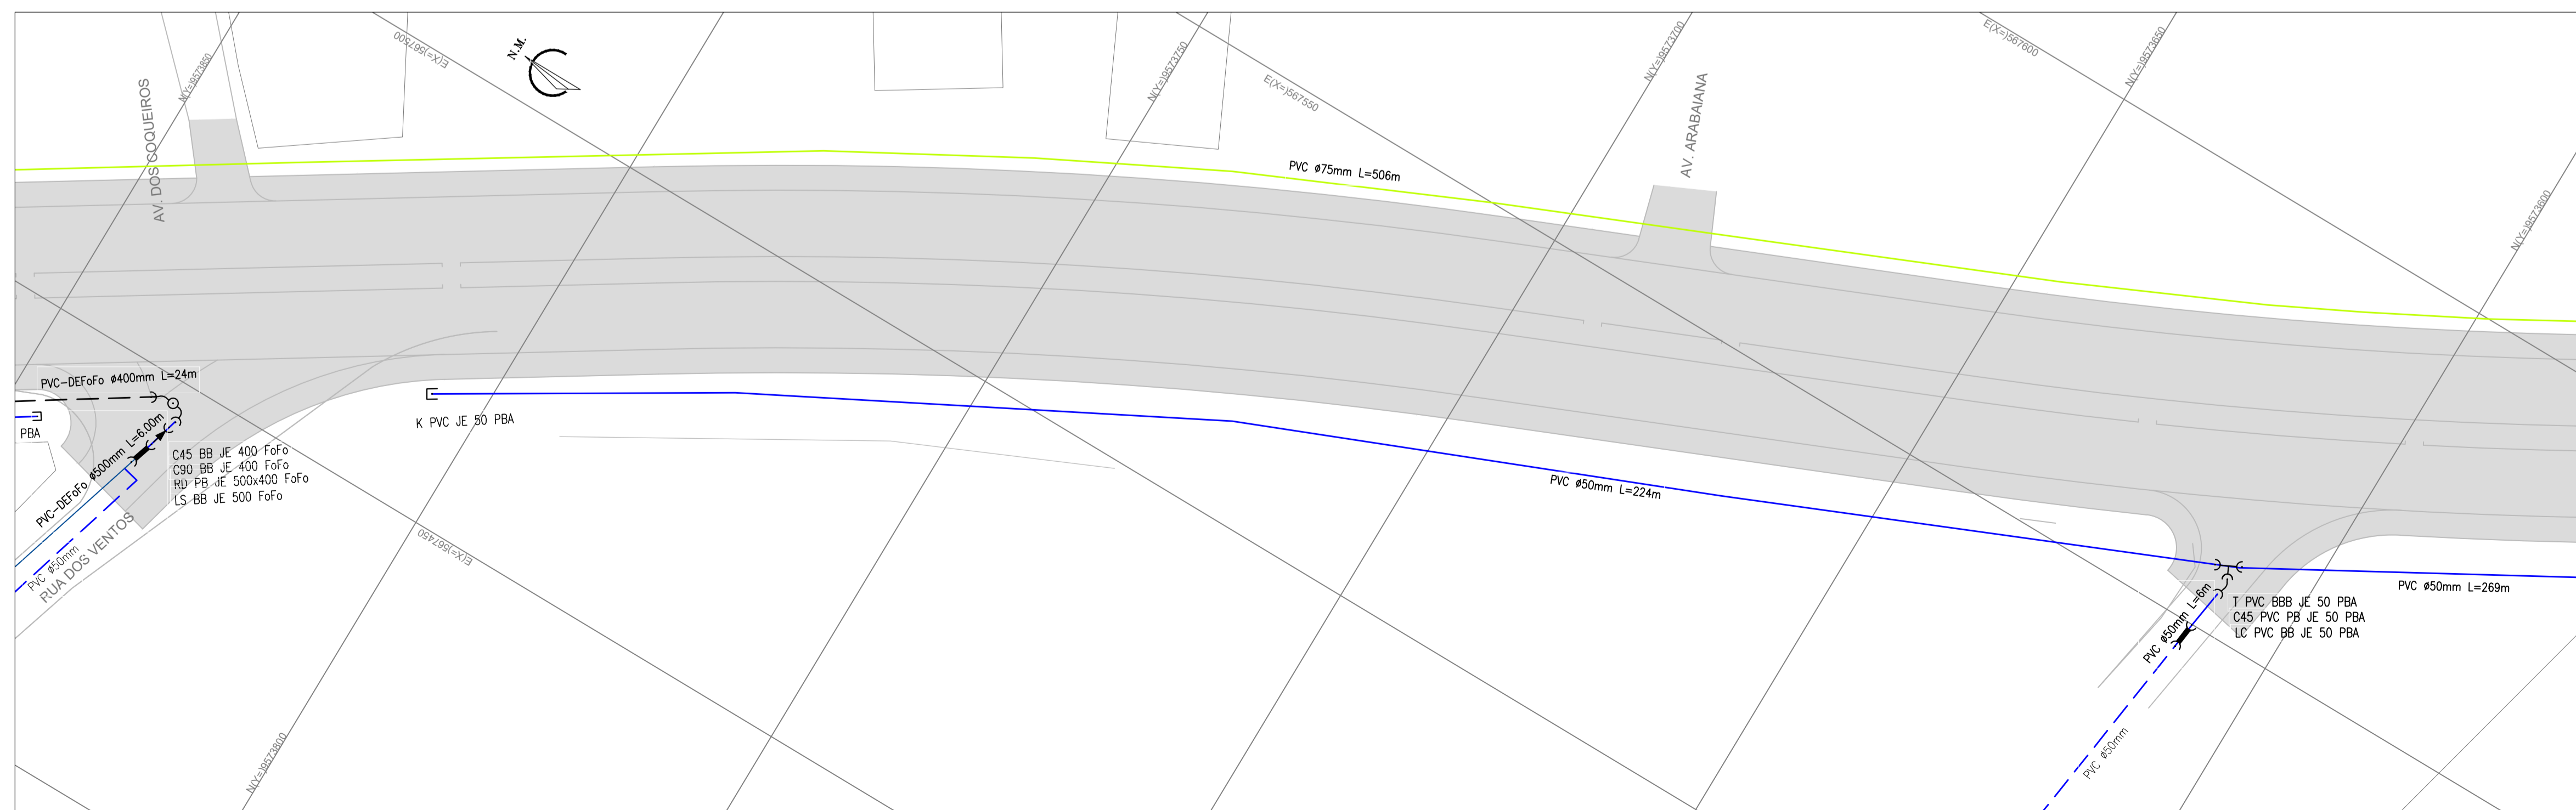 N.M.
E(X=)567500
N(Y=)9573850
N(Y=)9573750
E(X=)567550
N(Y=)9573700
E(X=)567600
N(Y=)9573650
N(Y=)9573600
AV. DOS COQUEIROS
AV. ARABAIANA
PVC ø75mm L=506m
PVC-DEFoFo ø400mm L=24m
PBA
K PVC JE 50 PBA
PVC-DEFoFo ø500mm L=6.00m
C45 BB JE 400 FoFo
C90 BB JE 400 FoFo
RD PB JE 500x400 FoFo
LS BB JE 500 FoFo
PVC ø50mm
RUA DOS VENTOS
E(X=)567450
PVC ø50mm L=224m
PVC ø50mm L=269m
PVC ø50mm L=6m
T PVC BBB JE 50 PBA
C45 PVC PB JE 50 PBA
LC PVC BB JE 50 PBA
N(Y=)9573800
PVC ø50mm